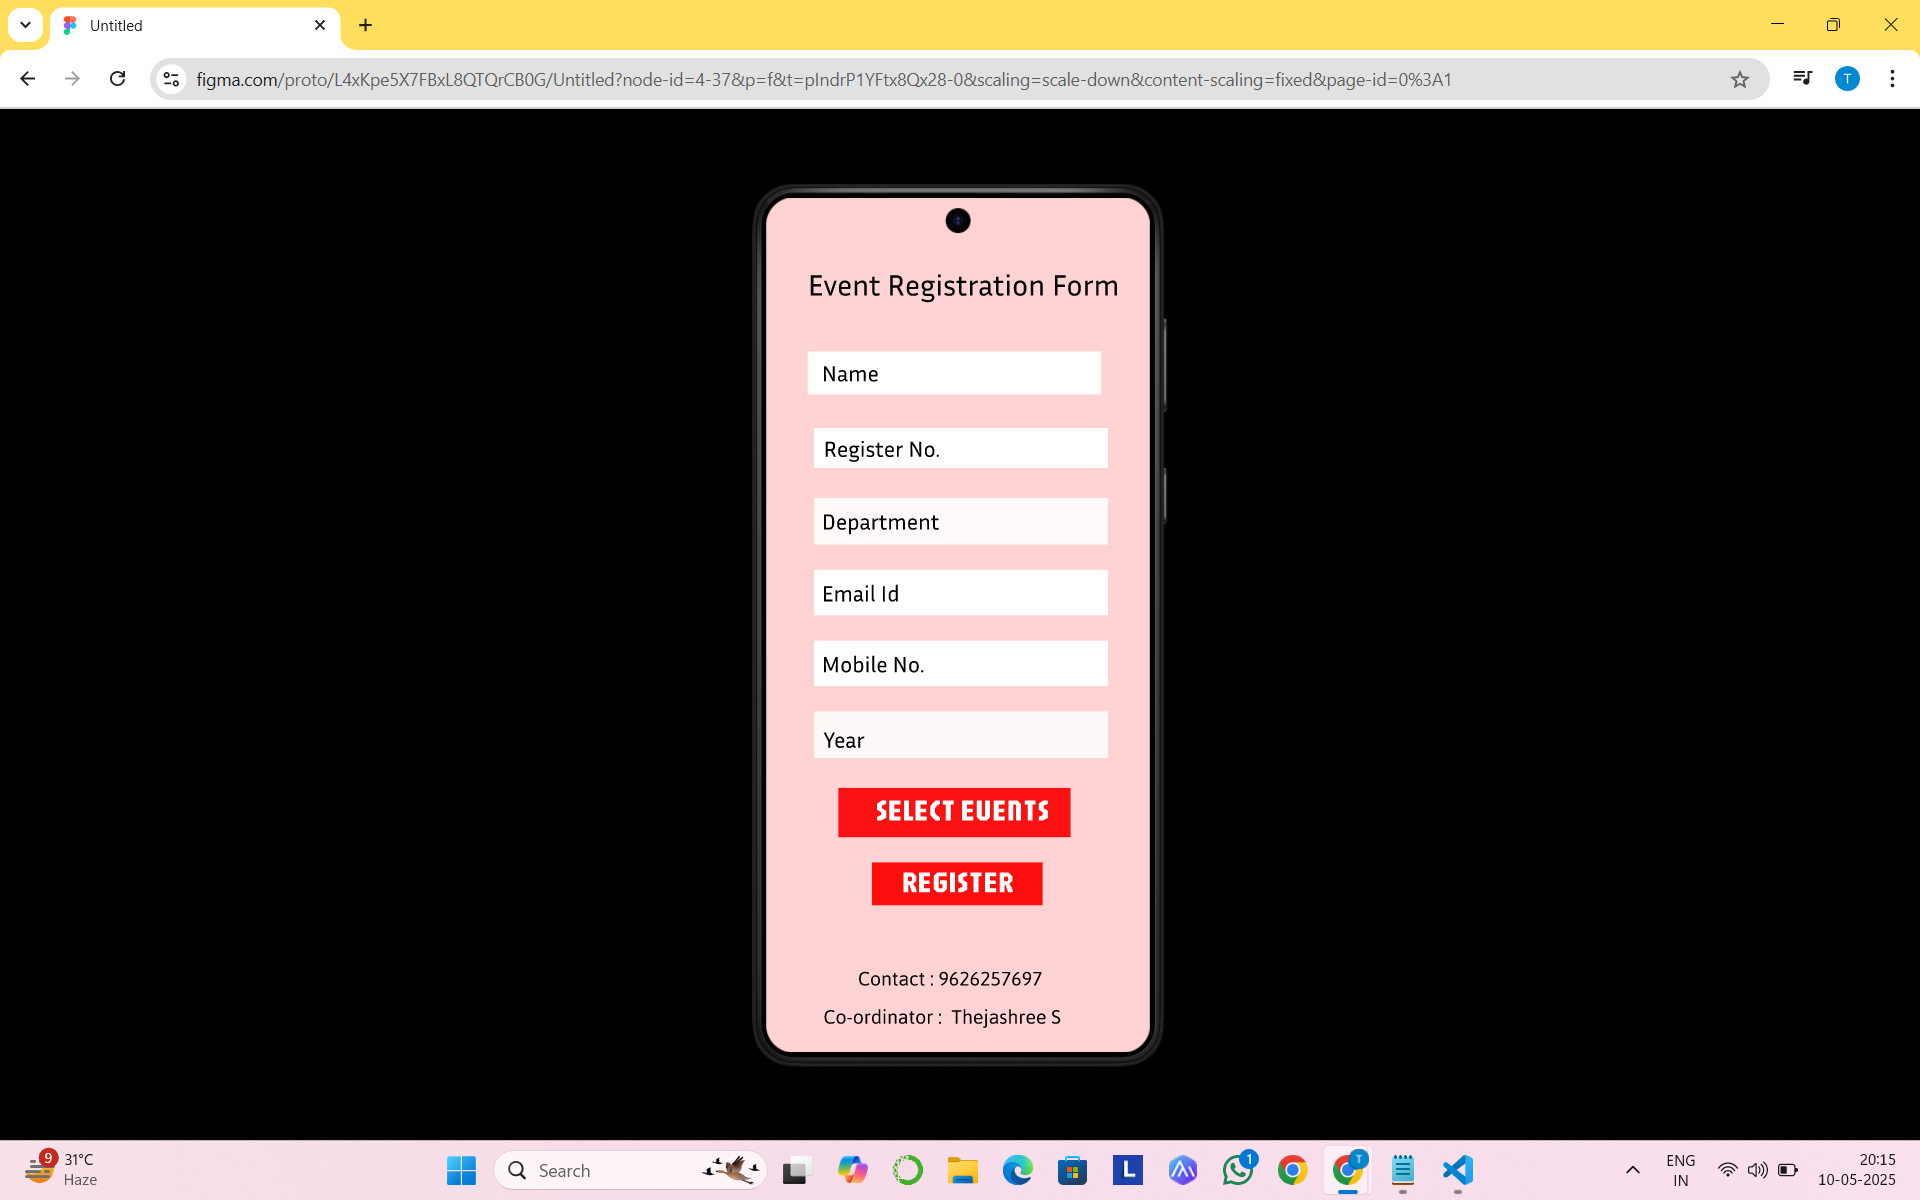 Untitled
figma.com/proto/L4xKpe5X7FBxL8QTQrCB0G/Untitled?node-id=4-37&p=f&t=pIndrP1YFtx8Qx28-0&scaling=scale-down&content-scaling=fixed&page-id=0%3A1
T
Event Registration Form
Name
Register No.
Department
Email Id
Mobile No.
Year
SELECT EVENTS
REGISTER
Contact : 9626257697
Co-ordinator : Thejashree S
9
31°C
Haze
Search
L
1
T
ENG
IN
20:15
10-05-2025